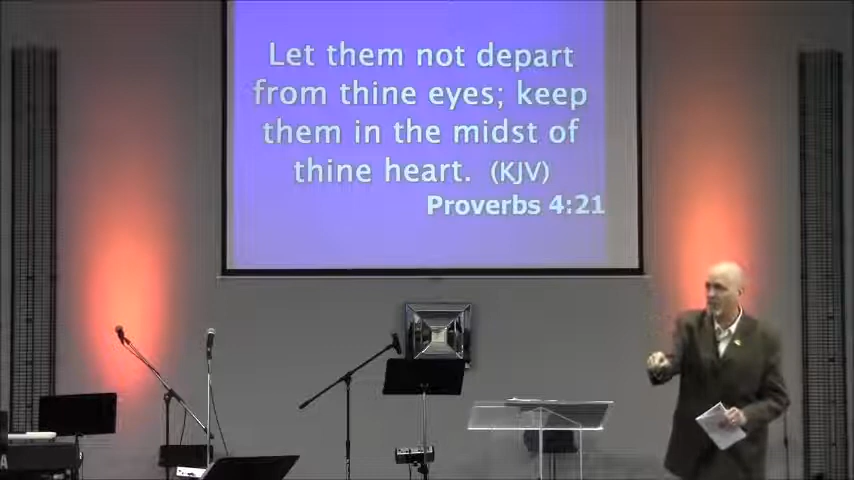 Let them not depart
from thine eyes; keep
them in the midst of
thine heart. (KJV)
Proverbs 4:21